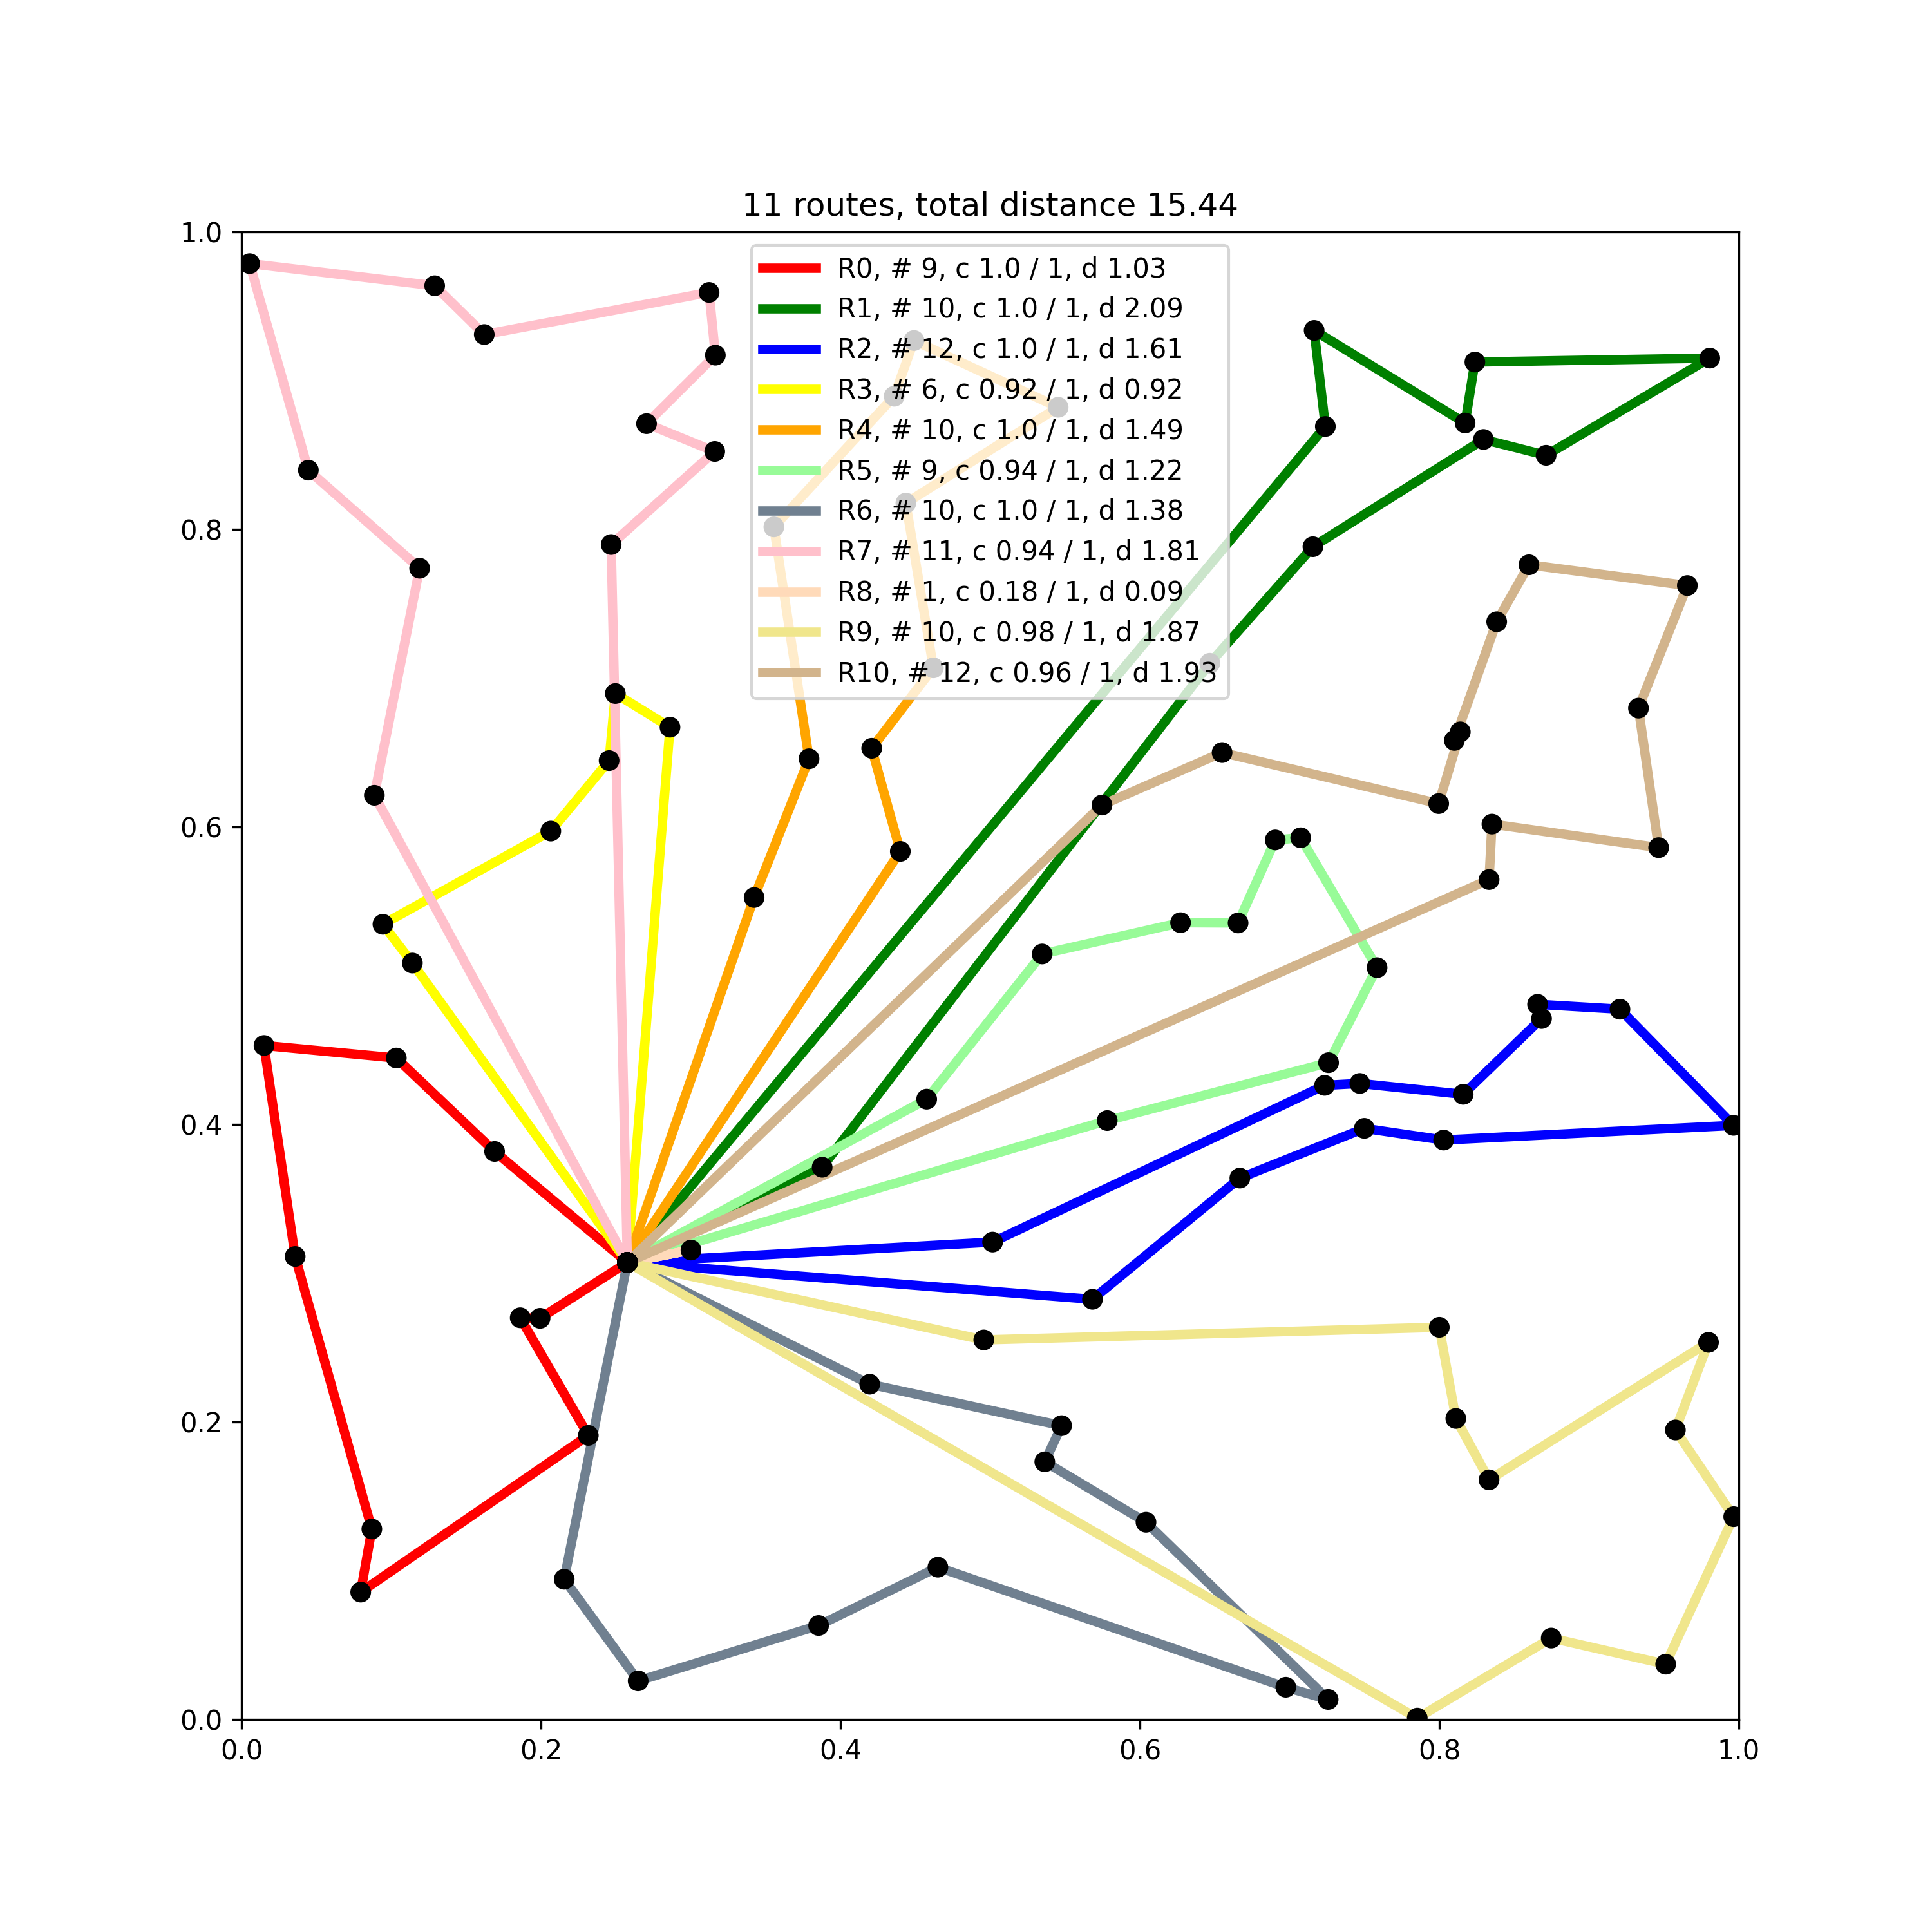 11 routes, total distance 15.44
1.0
R0, # 9, c 1.0 / 1, d 1.03
R1, # 10, c 1.0 / 1, d 2.09
R2, # 12, c 1.0 / 1, d 1.61
R3, # 6, c 0.92 / 1, d 0.92
R4, # 10, c 1.0 / 1, d 1.49
R5, # 9, c 0.94 / 1, d 1.22
R6, # 10, c 1.0 / 1, d 1.38
R7, # 11, c 0.94 / 1, d 1.81
R8, # 1, c 0.18 / 1, d 0.09
R9, # 10, c 0.98 / 1, d 1.87
R10, # 12, c 0.96 / 1, d 1.93
0.8
0.6
0.4
0.2
0.0
0.0 0.2 0.4 0.6 0.8 1.0